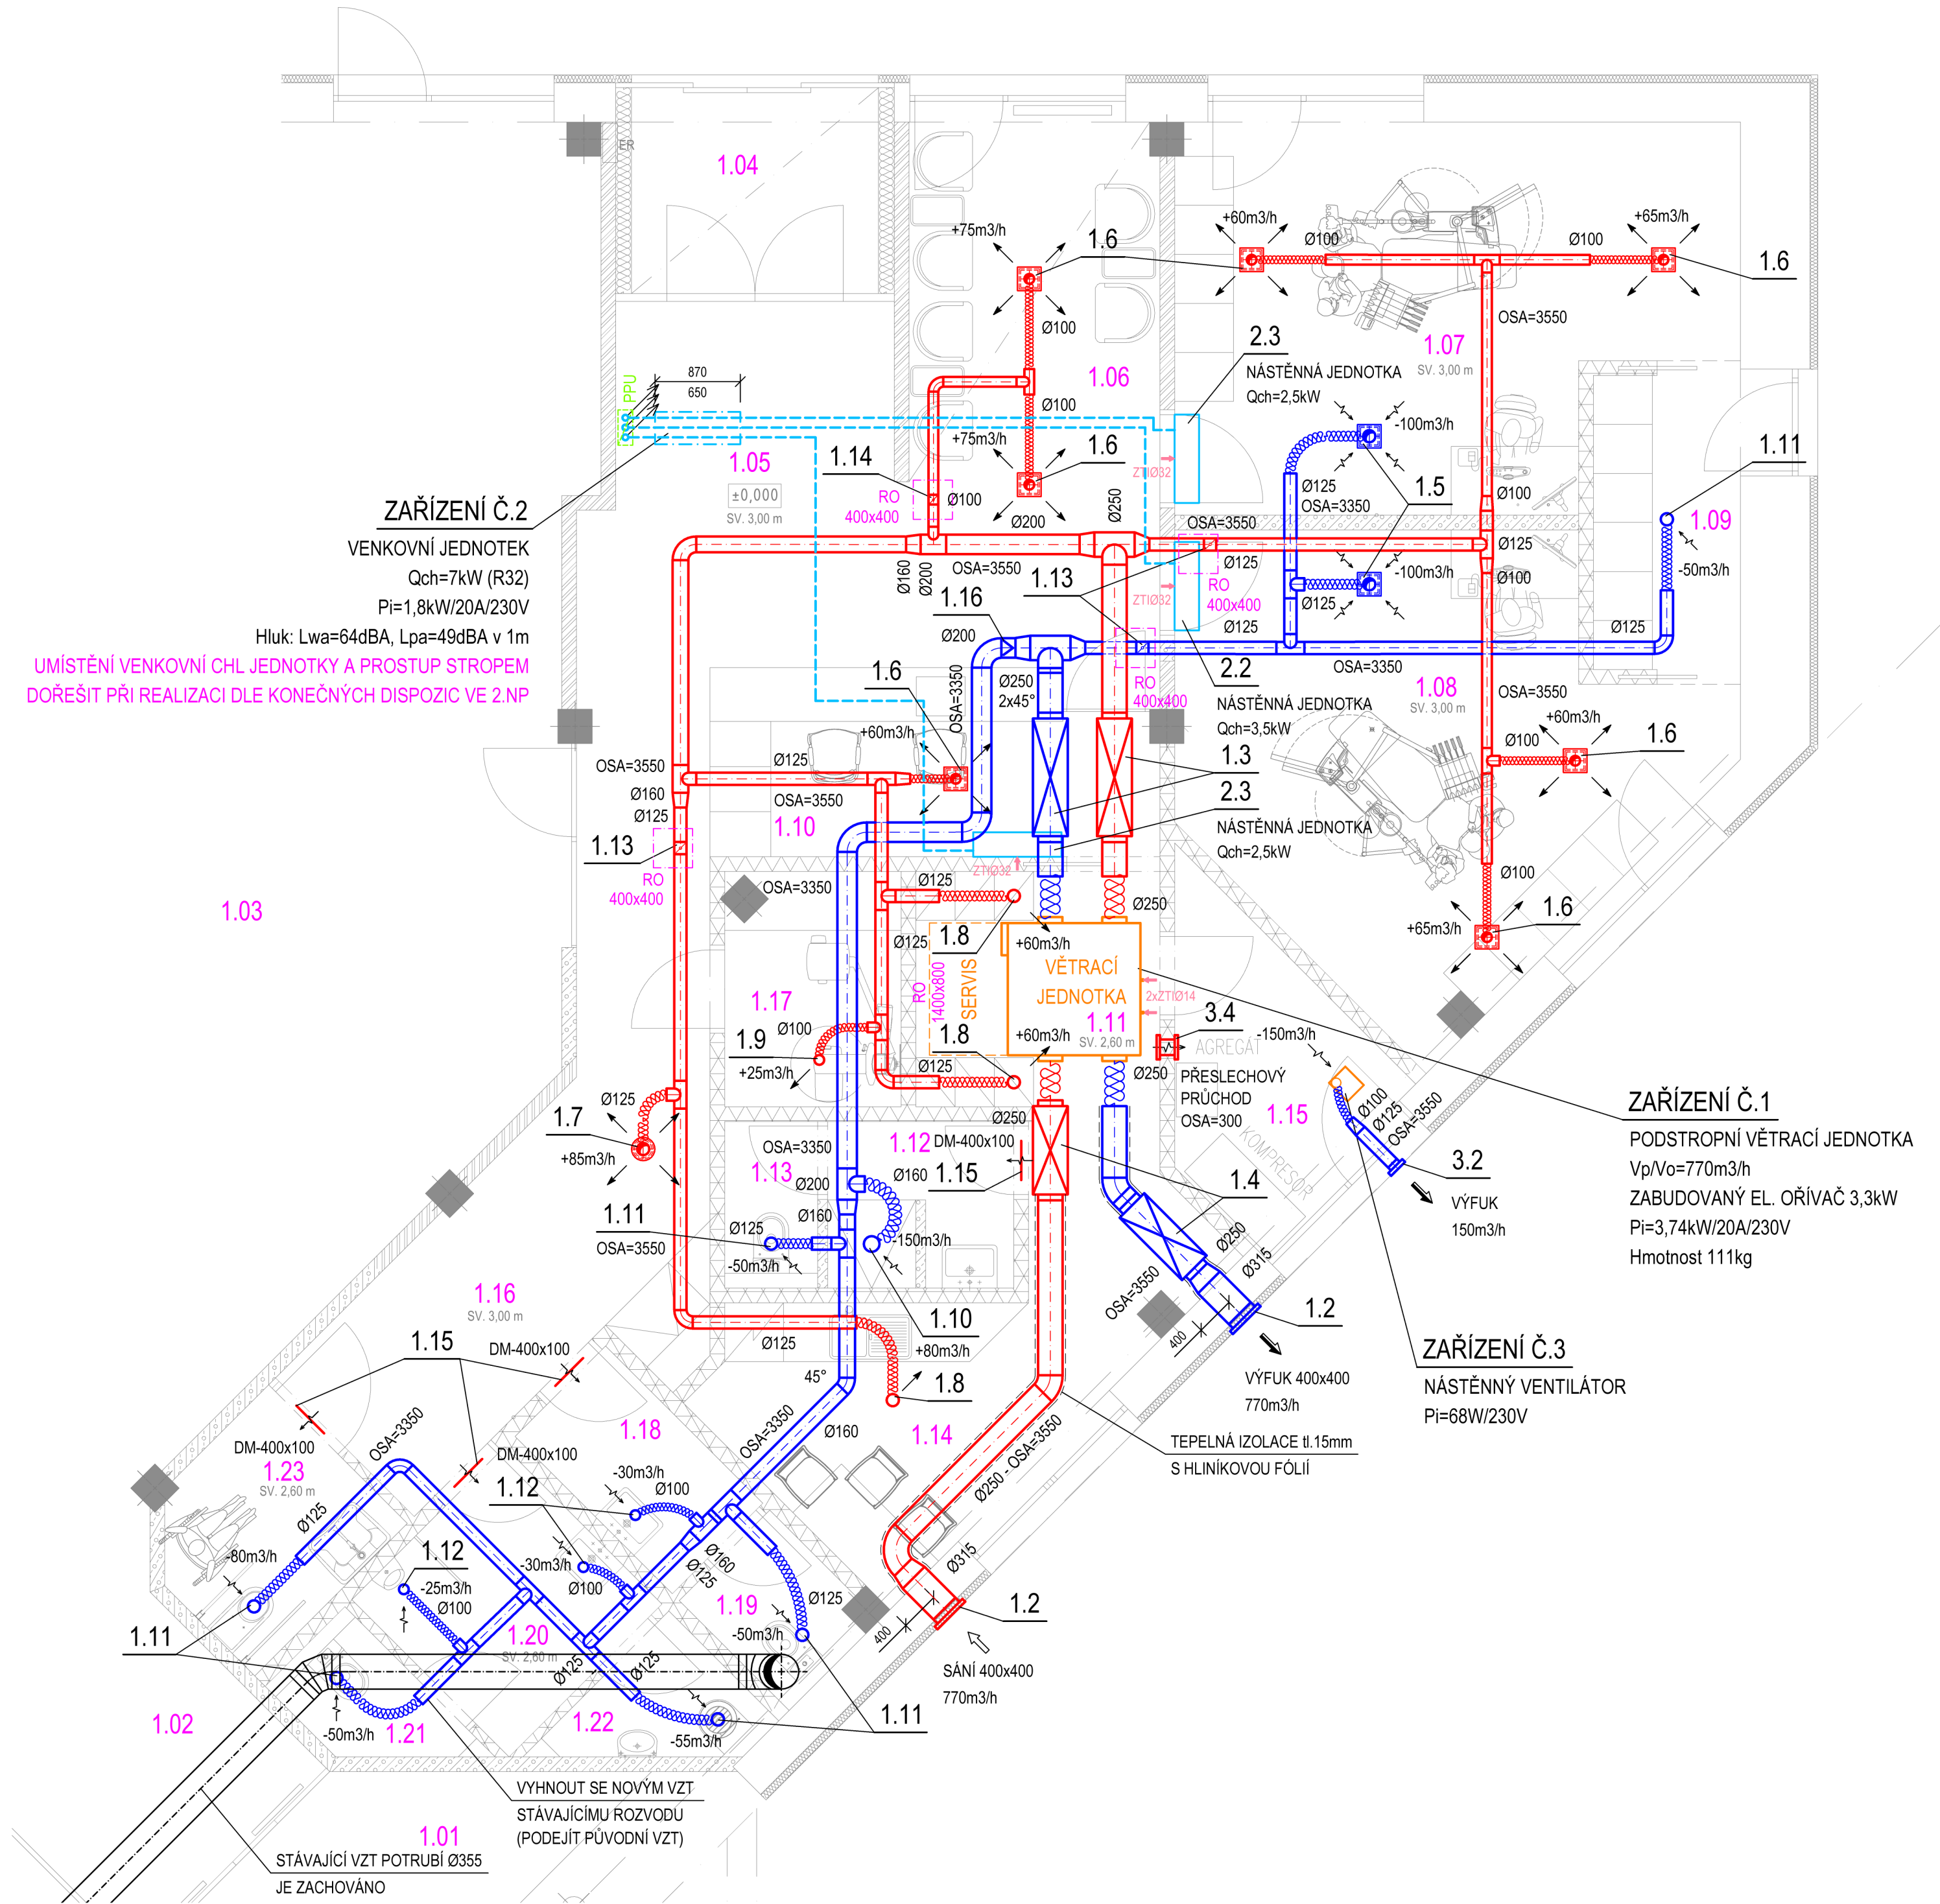 1.04
ER
+75m3/h
1.6
+60m3/h
Ø100
Ø100
+65m3/h
1.6
OSA=3550
Ø100
2.3
NÁSTĚNNÁ JEDNOTKA
Qch=2,5kW
1.07
SV. 3,00 m
1.06
PPU
870
650
Ø100
-100m3/h
+75m3/h
1.6
1.14
1.05
±0,000
SV. 3,00 m
RO
400x400
Ø100
Ø200
Ø250
ZTIØ32
Ø125
OSA=3350
1.5
Ø100
1.11
1.09
ZAŘÍZENÍ Č.2
VENKOVNÍ JEDNOTEK
Qch=7kW (R32)
Pi=1,8kW/20A/230V
Hluk: Lwa=64dBA, Lpa=49dBA v 1m
UMÍSTĚNÍ VENKOVNÍ CHL JEDNOTKY A PROSTUP STROPEM
DOŘEŠIT PŘI REALIZACI DLE KONEČNÝCH DISPOZIC VE 2.NP
OSA=3550
Ø125
Ø125
Ø160
Ø200
OSA=3550
1.13
ZTIØ32
RO
400x400
-100m3/h
Ø125
Ø100
-50m3/h
1.16
Ø200
Ø125
OSA=3350
Ø125
1.6
OSA=3350
Ø250
2x45°
RO
400x400
2.2
NÁSTĚNNÁ JEDNOTKA
Qch=3,5kW
1.08
SV. 3,00 m
OSA=3550
+60m3/h
Ø100
1.6
+60m3/h
OSA=3550
Ø125
Ø160
OSA=3550
Ø125
1.10
1.3
2.3
NÁSTĚNNÁ JEDNOTKA
Qch=2,5kW
1.13
RO
400x400
OSA=3350
ZTIØ32
Ø125
Ø250
Ø100
1.6
+65m3/h
1.03
1.8
Ø125
+60m3/h
RO
1400x800
SERVIS
VĚTRACÍ
JEDNOTKA
1.11
SV. 2,60 m
2xZTIØ14
1.17
Ø100
1.9
+25m3/h
+60m3/h
1.8
Ø125
3.4
AGREGÁT
-150m3/h
Ø250
PŘESLECHOVÝ
PRŮCHOD
OSA=300
1.15
Ø100
Ø125
OSA=3550
KOMPRESOR
3.2
VÝFUK
150m3/h
ZAŘÍZENÍ Č.1
PODSTROPNÍ VĚTRACÍ JEDNOTKA
Vp/Vo=770m3/h
ZABUDOVANÝ EL. OŘÍVAČ 3,3kW
Pi=3,74kW/20A/230V
Hmotnost 111kg
Ø125
1.7
+85m3/h
Ø250
1.12
DM-400x100
OSA=3350
1.13
Ø160
1.15
1.4
Ø200
Ø160
1.11
OSA=3550
Ø125
-50m3/h
-150m3/h
Ø250
Ø315
OSA=3550
400
1.2
VÝFUK 400x400
770m3/h
1.16
SV. 3,00 m
1.10
Ø125
+80m3/h
1.15
DM-400x100
45°
1.8
ZAŘÍZENÍ Č.3
NÁSTĚNNÝ VENTILÁTOR
Pi=68W/230V
OSA=3350
1.18
Ø160
1.14
OSA=3350
TEPELNÁ IZOLACE tl.15mm
S HLINÍKOVOU FÓLIÍ
Ø250 - OSA=3550
DM-400x100
DM-400x100
1.23
SV. 2,60 m
-30m3/h
Ø100
1.12
Ø125
-80m3/h
1.12
-25m3/h
Ø100
-30m3/h
Ø100
Ø160
Ø125
Ø315
1.19
Ø125
-50m3/h
400
1.2
1.11
1.20
SV. 2,60 m
Ø125
Ø125
SÁNÍ 400x400
770m3/h
1.02
-50m3/h
1.21
1.22
-55m3/h
1.11
VYHNOUT SE NOVÝM VZT
STÁVAJÍCÍMU ROZVODU
(PODEJÍT PŮVODNÍ VZT)
1.01
STÁVAJÍCÍ VZT POTRUBÍ Ø355
JE ZACHOVÁNO